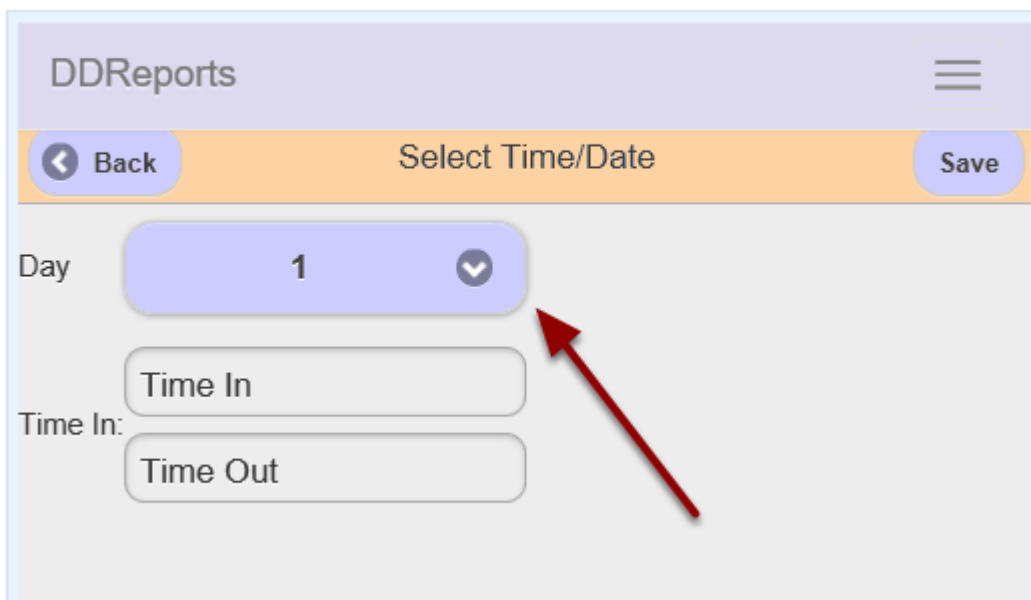 DDReports
Back Select Time/Date Save
Day 1
Time In
Time In:
Time Out